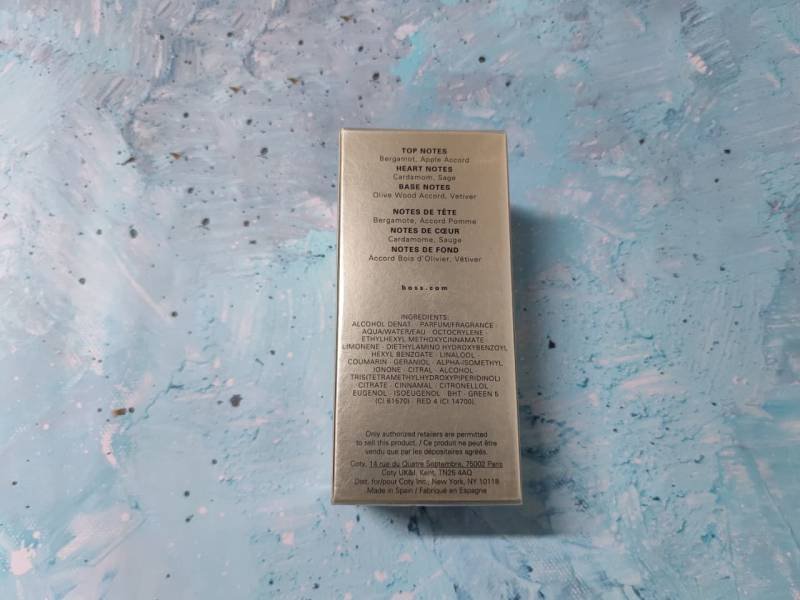 TOP NOTES
Bergamot, Apple Accord
HEART NOTES
Cardamom, Sage
BASE NOTES
Olive Wood Accord, Vetiver
NOTES DE TÊTE
Bergamote, Accord Pomme
NOTES DE CŒUR
Cardamome, Sauge
NOTES DE FOND
Accord Bois d'Olivier, Vétiver
boss.com
INGREDIENTS:
ALCOHOL DENAT. · PARFUM/FRAGRANCE ·
AQUA/WATER/EAU · OCTOCRYLENE ·
ETHYLHEXYL METHOXYCINNAMATE ·
LIMONENE · DIETHYLAMINO HYDROXYBENZOYL
HEXYL BENZOATE · LINALOOL ·
COUMARIN · GERANIOL · ALPHA-ISOMETHYL
IONONE · CITRAL · ALCOHOL ·
TRIS(TETRAMETHYLHYDROXYPIPERIDINOL)
CITRATE · CINNAMAL · CITRONELLOL ·
EUGENOL · ISOEUGENOL · BHT · GREEN 5
(CI 61570) · RED 4 (CI 14700).
Only authorized retailers are permitted
to sell this product. / Ce produit ne peut être
vendu que par les dépositaires agréés.
Coty, 14 rue du Quatre Septembre, 75002 Paris
Coty UK&I, Kent, TN25 4AQ
Dist. for/pour Coty Inc., New York, NY 10118
Made in Spain / Fabriqué en Espagne